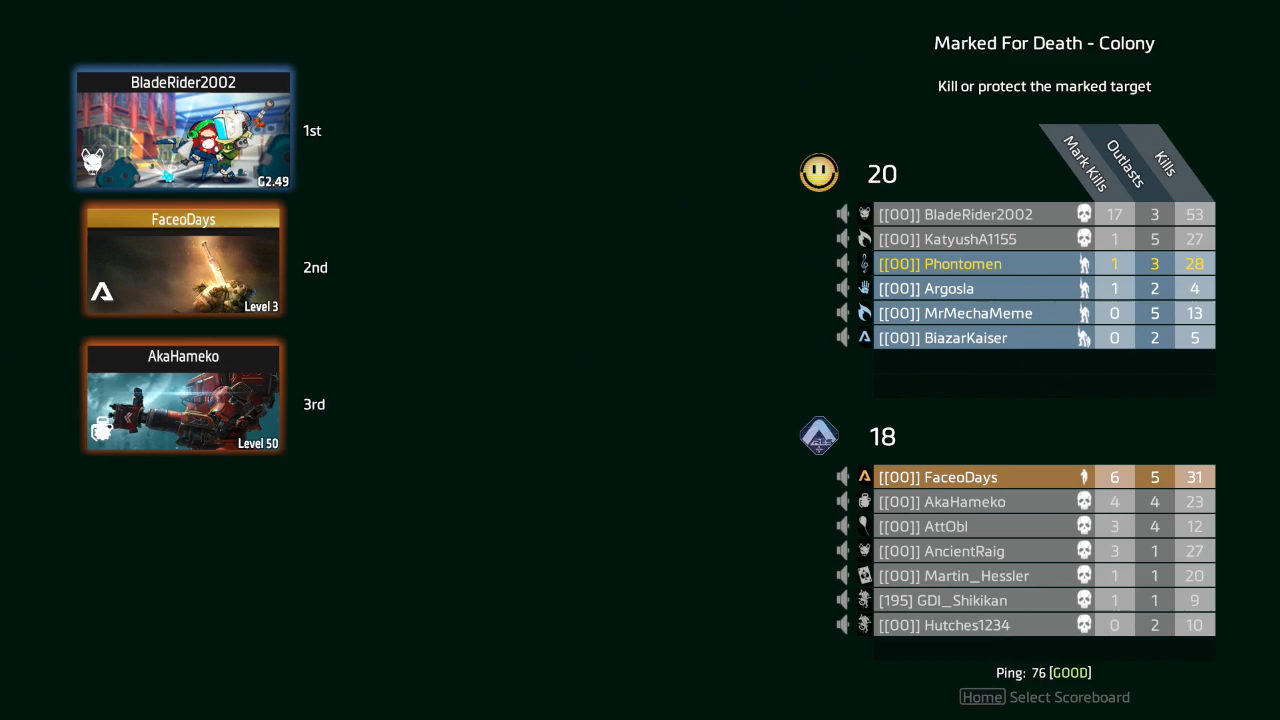 BladeRider2002
1st
G2.49
FaceoDays
2nd
Level 3
AkaHameko
3rd
Level 50
Marked For Death - Colony
Kill or protect the marked target
Mark Kills Outlasts Kills
20
[[00]] BladeRider2002 17 3 53
[[00]] KatyushA1155 1 5 27
[[00]] Phontomen 1 3 28
[[00]] Argosla 1 2 4
[[00]] MrMechaMeme 0 5 13
[[00]] BiazarKaiser 0 2 5
18
[[00]] FaceoDays 6 5 31
[[00]] AkaHameko 4 4 23
[[00]] AttObl 3 4 12
[[00]] AncientRaig 3 1 27
[[00]] Martin_Hessler 1 1 20
[195] GDI_Shikikan 1 1 9
[[00]] Hutches1234 0 2 10
Ping: 76 [GOOD]
Home Select Scoreboard